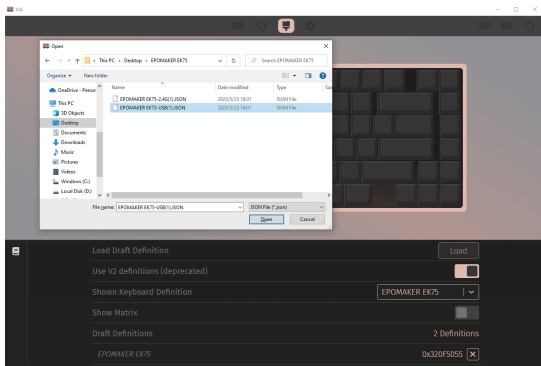 VIA
VIA
Open
This PC > Desktop > EPOMAKER EK75
Search EPOMAKER EK75
Organise
New folder
Name
Date modified
Type
OneDrive - Person
This PC
3D Objects
Desktop
Documents
Downloads
Music
Pictures
Videos
Windows (C:)
Local Disk (D:)
EPOMAKER EK75-2.4G(1).JSON
2023/5/23 16:01
JSON File
EPOMAKER EK75-USB(1).JSON
2023/5/23 16:01
JSON File
File name: EPOMAKER EK75-USB(1).JSON
JSON File (*.json)
Open
Cancel
Load Draft Definition
Load
Use V2 definitions (deprecated)
Shown Keyboard Definition
EPOMAKER EK75
Show Matrix
Draft Definitions
2 Definitions
EPOMAKER EK75
0x320F5055